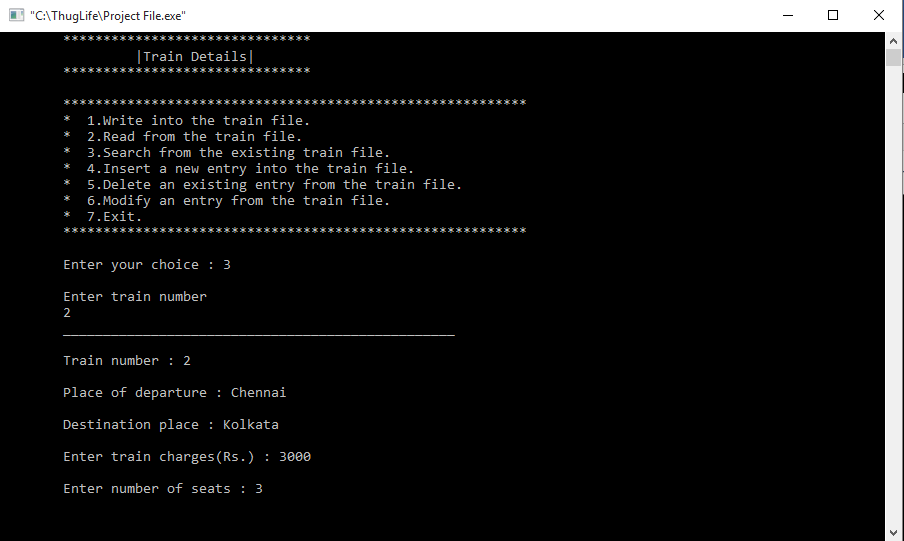 "C:\ThugLife\Project File.exe"
*******************************
|Train Details|
*******************************
**********************************************************
* 1.Write into the train file.
* 2.Read from the train file.
* 3.Search from the existing train file.
* 4.Insert a new entry into the train file.
* 5.Delete an existing entry from the train file.
* 6.Modify an entry from the train file.
* 7.Exit.
**********************************************************
Enter your choice : 3
Enter train number
2
_________________________________________________
Train number : 2
Place of departure : Chennai
Destination place : Kolkata
Enter train charges(Rs.) : 3000
Enter number of seats : 3